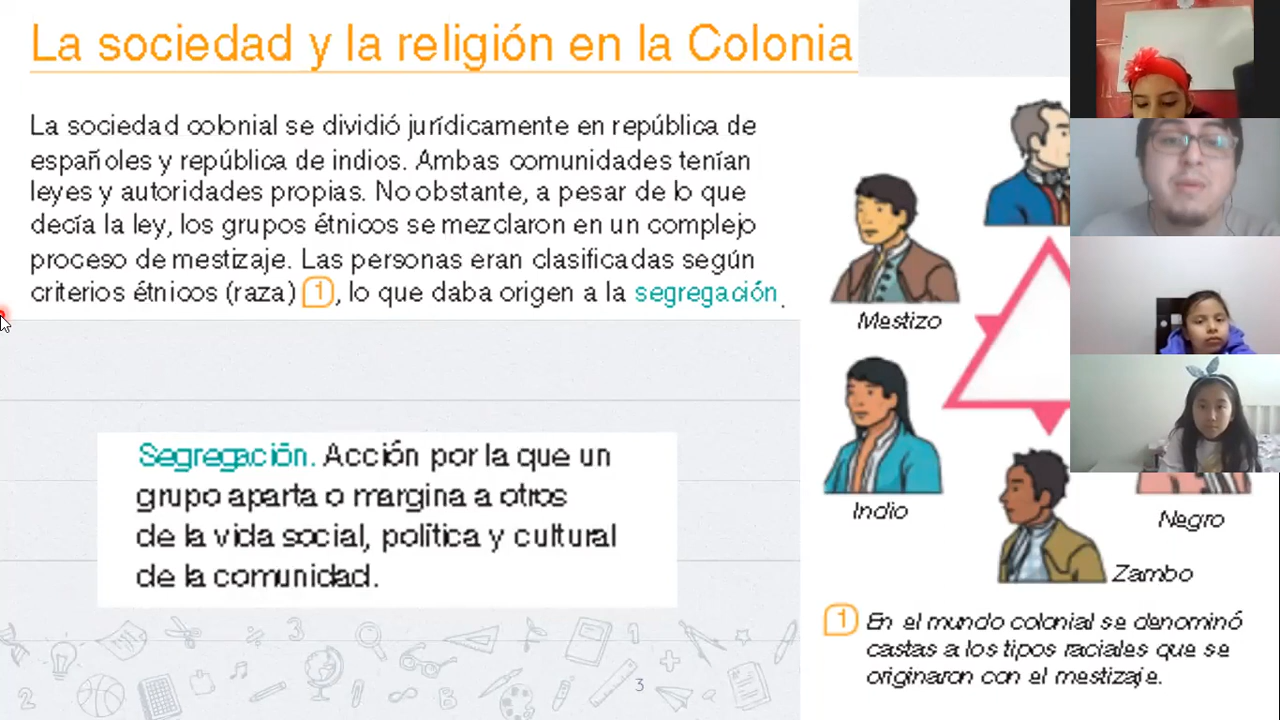 La sociedad y la religión en la Colonia
La sociedad colonial se dividió jurídicamente en república de
españoles y república de indios. Ambas comunidades tenían
leyes y autoridades propias. No obstante, a pesar de lo que
decía la ley, los grupos étnicos se mezclaron en un complejo
proceso de mestizaje. Las personas eran clasificadas según
criterios étnicos (raza) 1, lo que daba origen a la segregación.
Segregación. Acción por la que un
grupo aparta o margina a otros
de la vida social, política y cultural
de la comunidad.
3
Mestizo
Indio
Negro
Zambo
1 En el mundo colonial se denominó
castas a los tipos raciales que se
originaron con el mestizaje.